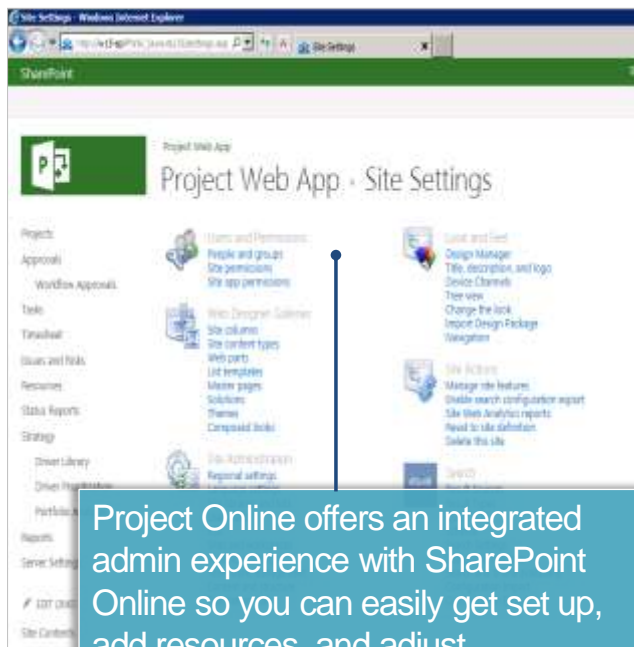 Site Settings - Windows Internet Explorer
Site Settings
SharePoint
Project Web App
Project Web App › Site Settings
Projects
Approvals
Workflow Approvals
Tasks
Timesheet
Issues and Risks
Resources
Status Reports
Strategy
Driver Library
Driver Prioritization
Reports
Site Contents
Users and Permissions
People and groups
Site permissions
Site app permissions
Web Designer Galleries
Site columns
Site content types
Web parts
List templates
Master pages
Solutions
Themes
Composed looks
Site Administration
Regional settings
Look and Feel
Design Manager
Title, description, and logo
Device Channels
Tree view
Change the look
Import Design Package
Navigation
Site Actions
Manage site features
Enable search configuration export
Site Web Analytics reports
Reset to site definition
Delete this site
Search
Project Online offers an integrated
admin experience with SharePoint
Online so you can easily get set up,
add resources, and adjust